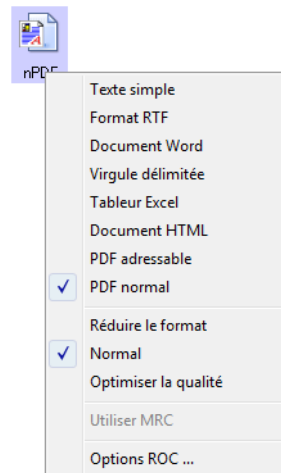 nPDF
Texte simple
Format RTF
Document Word
Virgule délimitée
Tableur Excel
Document HTML
PDF adressable
PDF normal
Réduire le format
Normal
Optimiser la qualité
Utiliser MRC
Options ROC ...